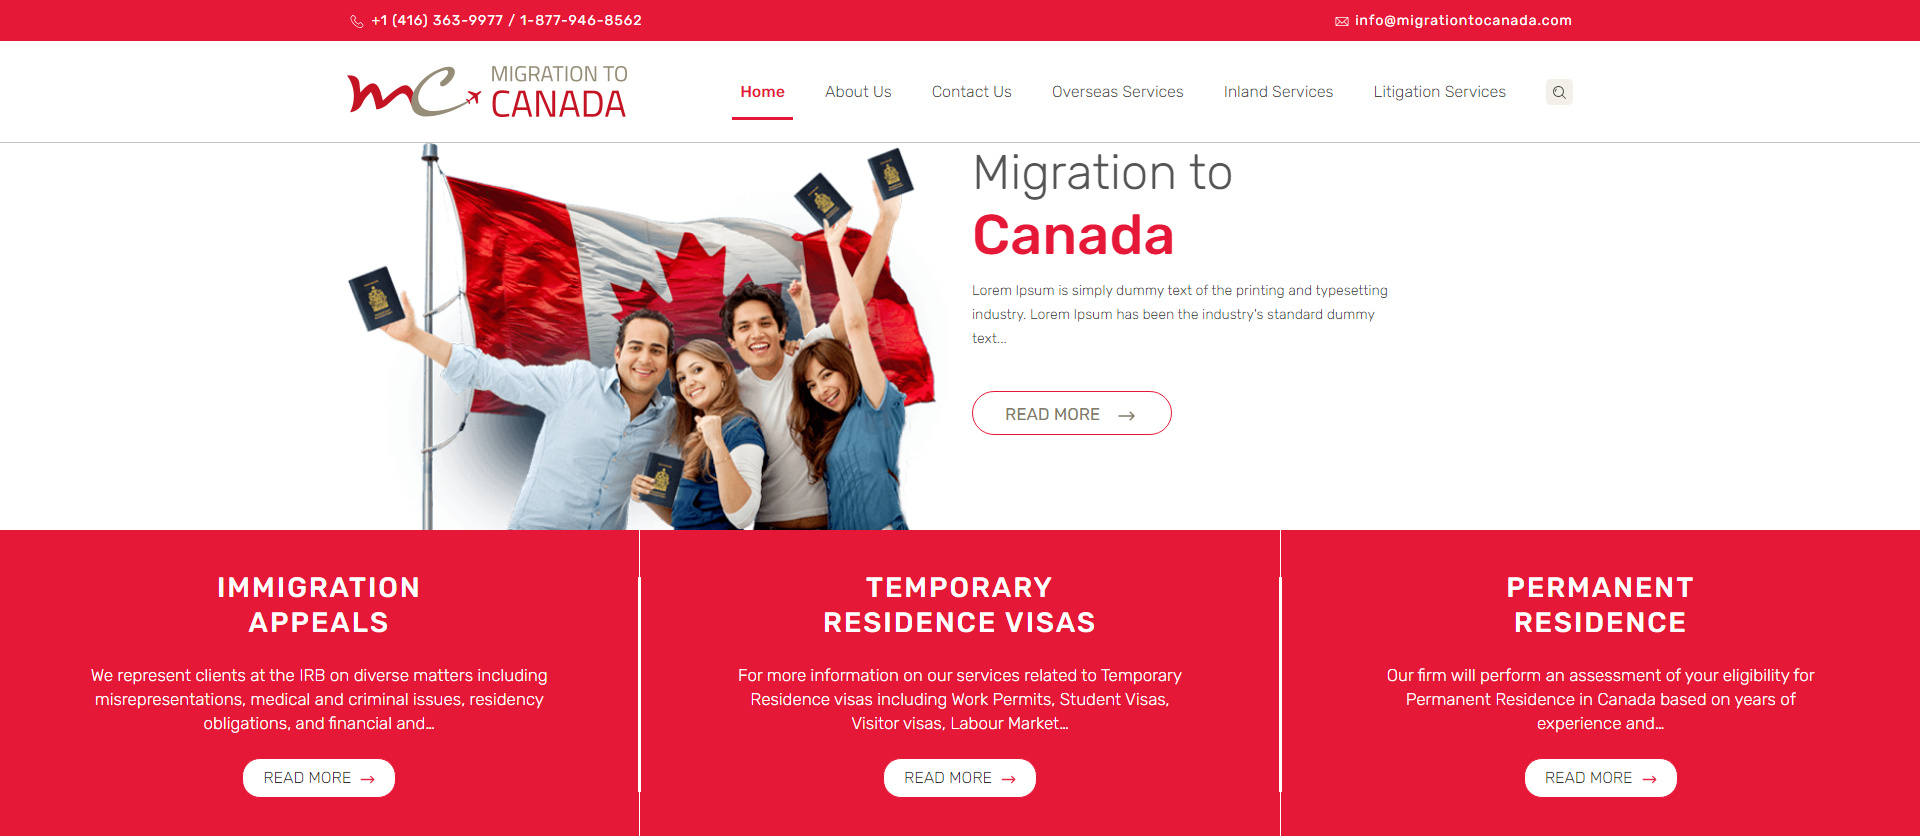 +1 (416) 363-9977 / 1-877-946-8562
info@migrationtocanada.com
mc MIGRATION TO
CANADA
Home
About Us
Contact Us
Overseas Services
Inland Services
Litigation Services
Migration to
Canada
Lorem Ipsum is simply dummy text of the printing and typesetting
industry. Lorem Ipsum has been the industry's standard dummy
text...
READ MORE →
IMMIGRATION
APPEALS
We represent clients at the IRB on diverse matters including
misrepresentations, medical and criminal issues, residency
obligations, and financial and...
READ MORE →
TEMPORARY
RESIDENCE VISAS
For more information on our services related to Temporary
Residence visas including Work Permits, Student Visas,
Visitor visas, Labour Market...
READ MORE →
PERMANENT
RESIDENCE
Our firm will perform an assessment of your eligibility for
Permanent Residence in Canada based on years of
experience and...
READ MORE →